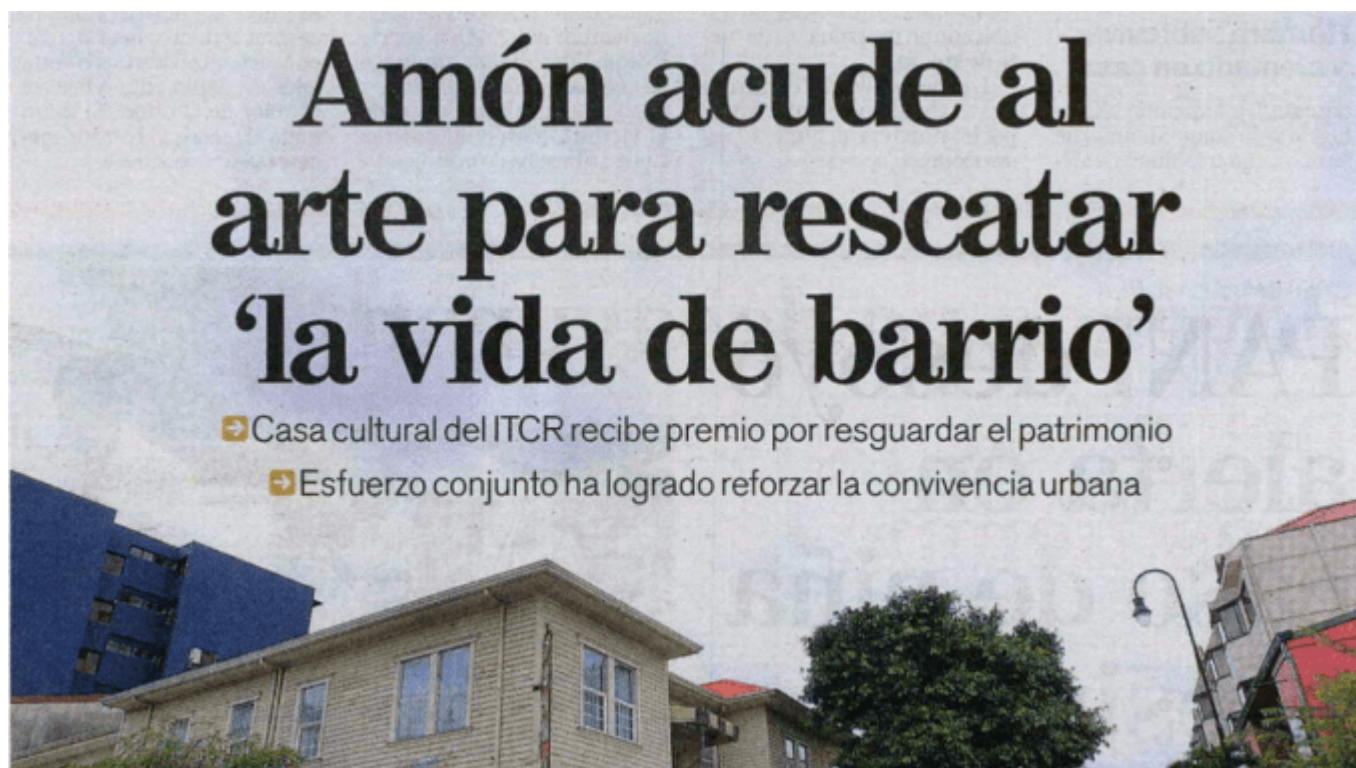 Amón acude al
arte para rescatar
‘la vida de barrio’
Casa cultural del ITCR recibe premio por resguardar el patrimonio
Esfuerzo conjunto ha logrado reforzar la convivencia urbana